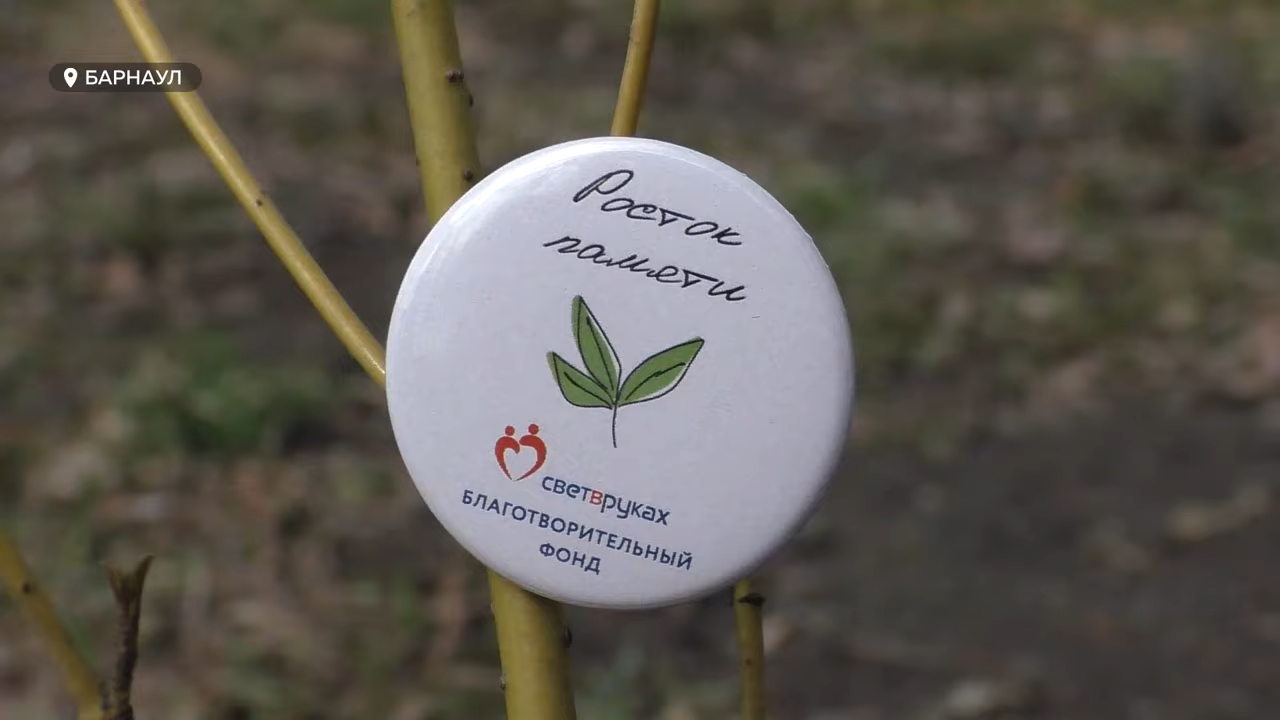 БАРНАУЛ
Росток
памяти
светвруках
БЛАГОТВОРИТЕЛЬНЫЙ
ФОНД